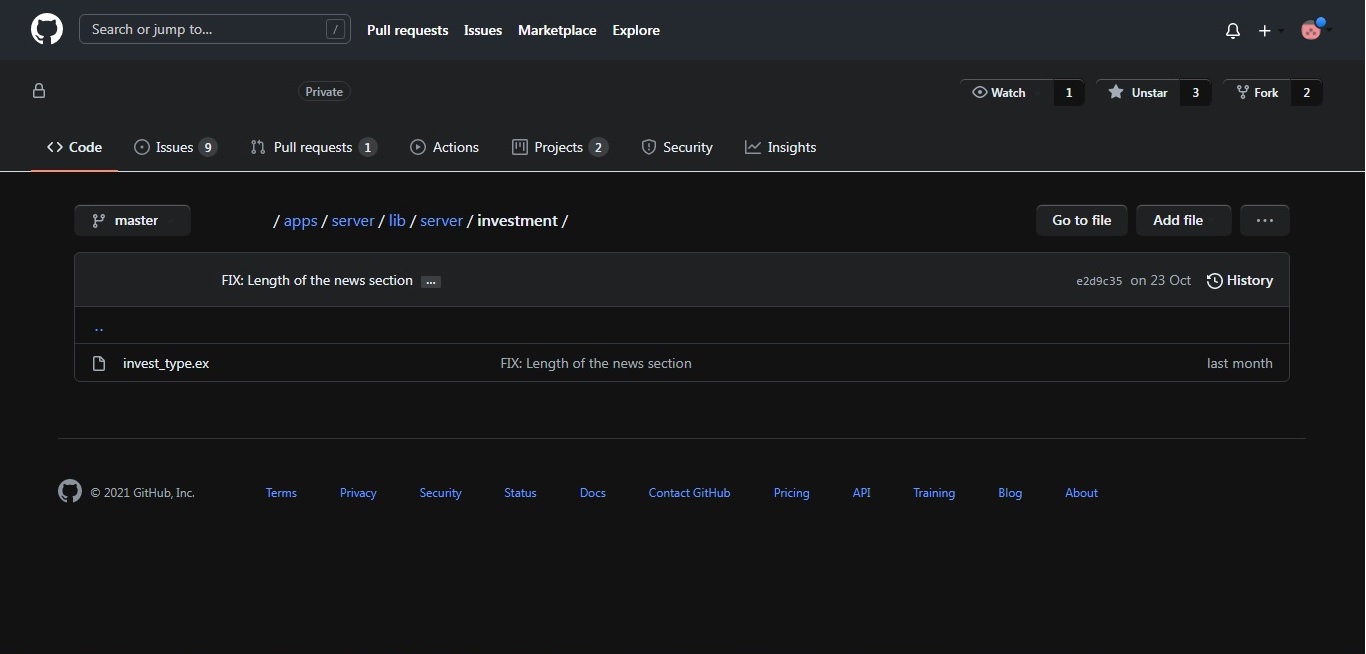 Search or jump to... / Pull requests Issues Marketplace Explore
Private Watch 1 Unstar 3 Fork 2
Code Issues 9 Pull requests 1 Actions Projects 2 Security Insights
master / apps / server / lib / server / investment / Go to file Add file ...
FIX: Length of the news section ... e2d9c35 on 23 Oct History
..
invest_type.ex FIX: Length of the news section last month
© 2021 GitHub, Inc. Terms Privacy Security Status Docs Contact GitHub Pricing API Training Blog About